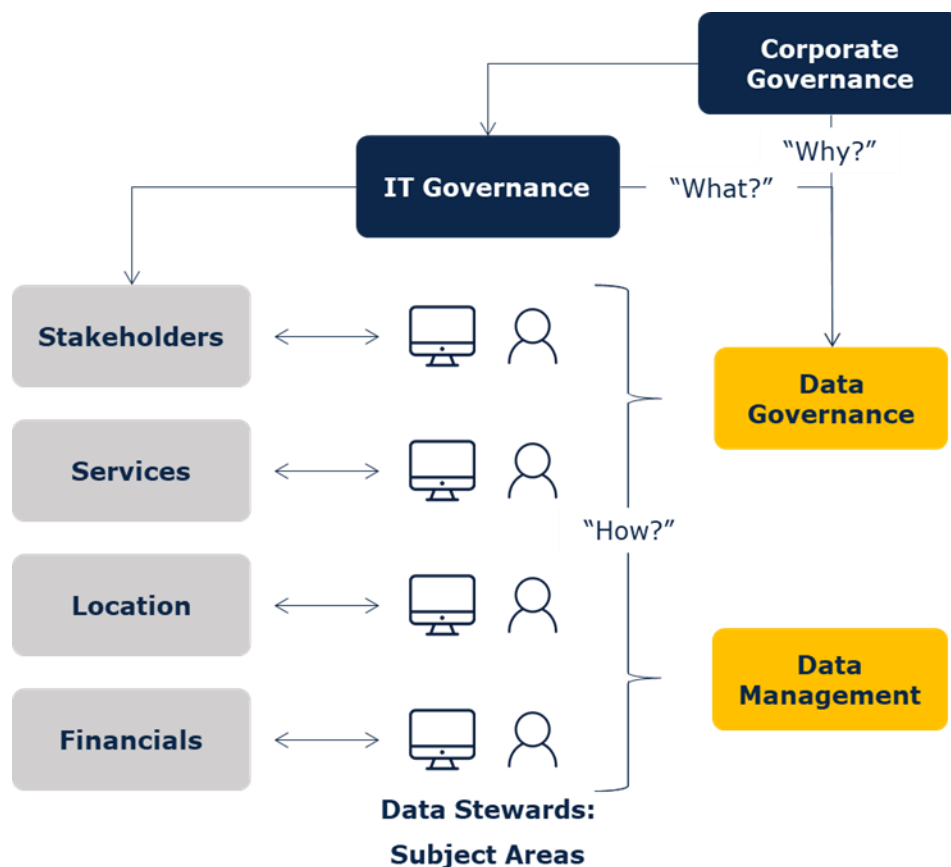 Corporate
Governance
“Why?”
IT Governance
“What?”
Stakeholders
Data
Governance
Services
“How?”
Location
Data
Management
Financials
Data Stewards:
Subject Areas